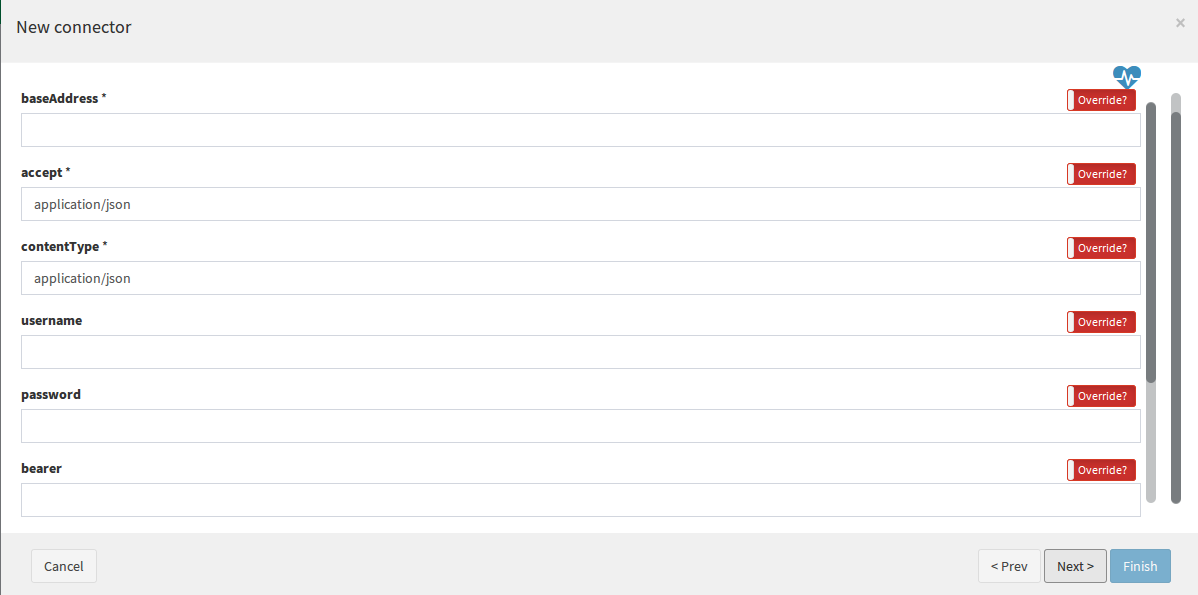 New connector
×
baseAddress *
Override?
accept *
Override?
application/json
contentType *
Override?
application/json
username
Override?
password
Override?
bearer
Override?
Cancel
< Prev
Next >
Finish